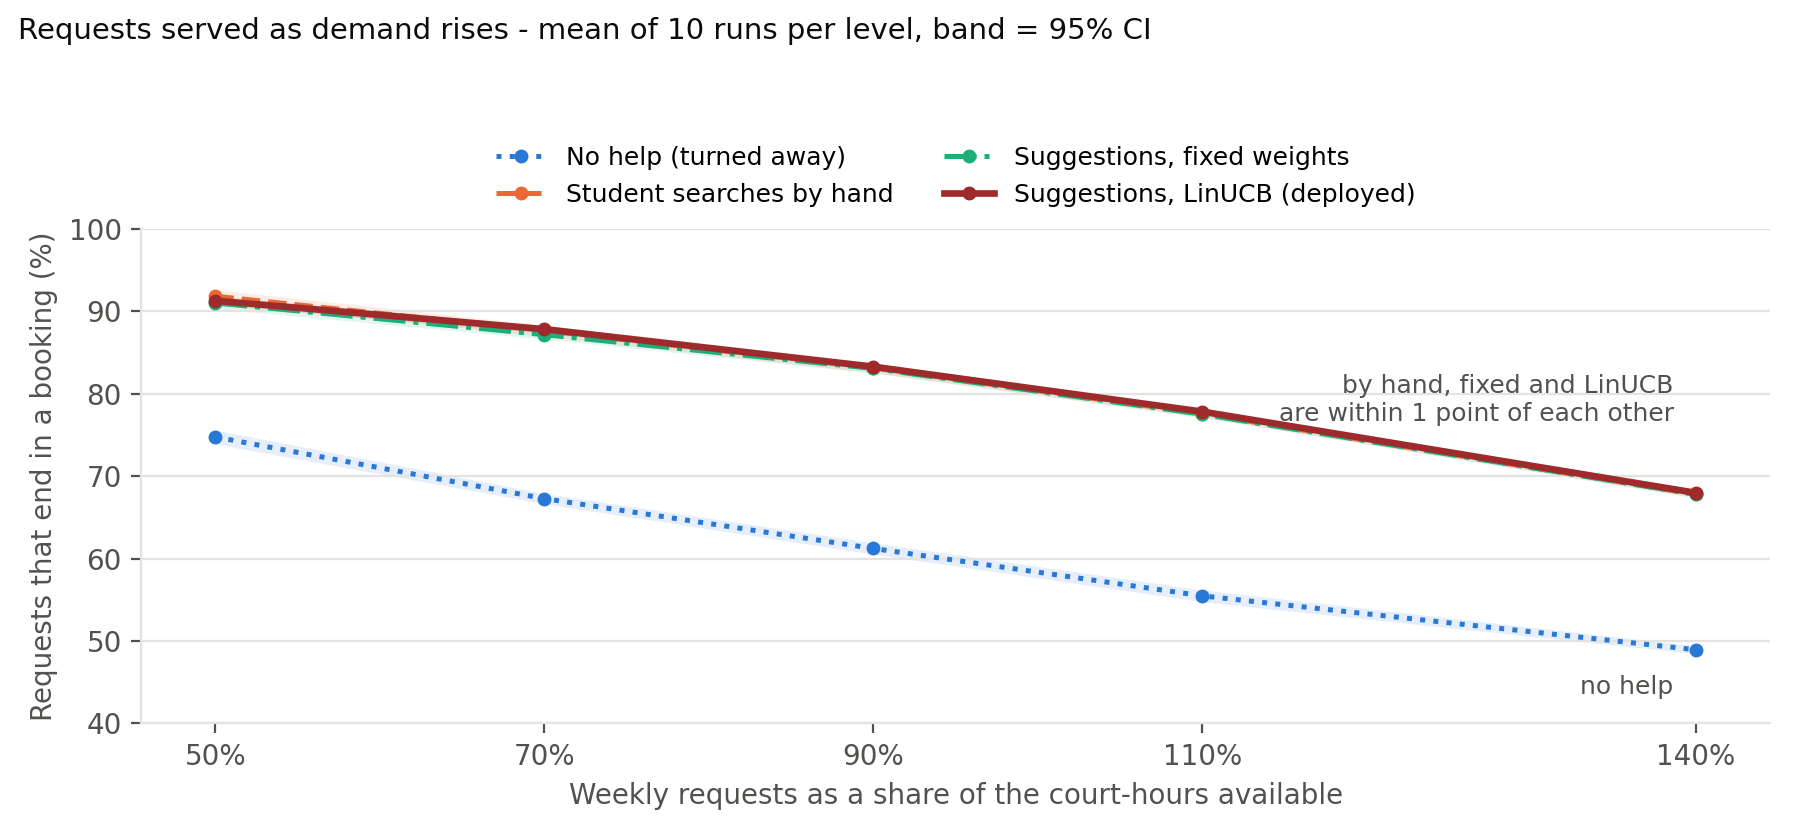 Requests served as demand rises - mean of 10 runs per level, band = 95% CI
No help (turned away)
Student searches by hand
Suggestions, fixed weights
Suggestions, LinUCB (deployed)
Requests that end in a booking (%)
100
90
80
70
60
50
40
by hand, fixed and LinUCB
are within 1 point of each other
no help
50%
70%
90%
110%
140%
Weekly requests as a share of the court-hours available